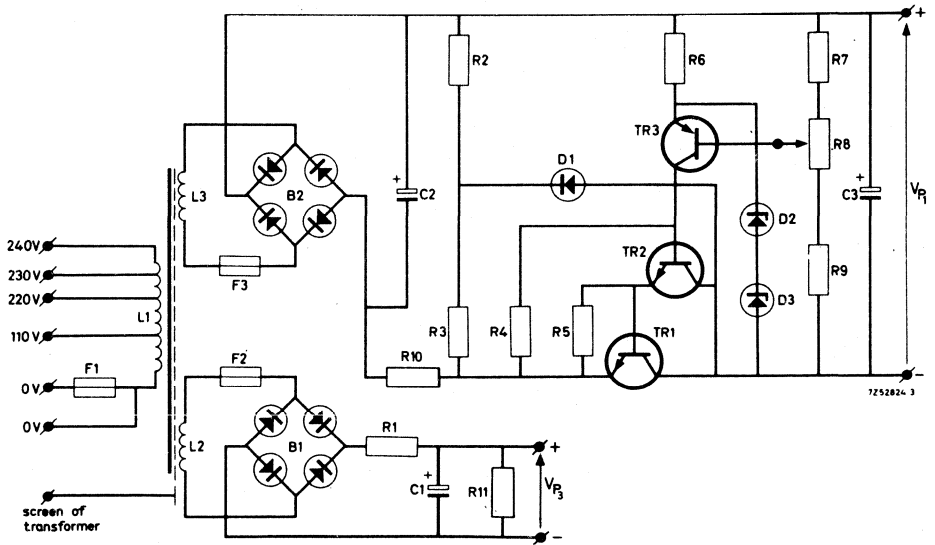 +
R2
R6
R7
TR3
R8
D1
L3
B2
+
C2
+
C3
VP1
D2
240V
TR2
230V
F3
R9
220V
L1
D3
110V
R3
R4
R5
TR1
R10
F2
-
F1
7Z52824 3
0V
0V
R1
+
L2
B1
+
C1
R11
VP3
-
screen of
transformer